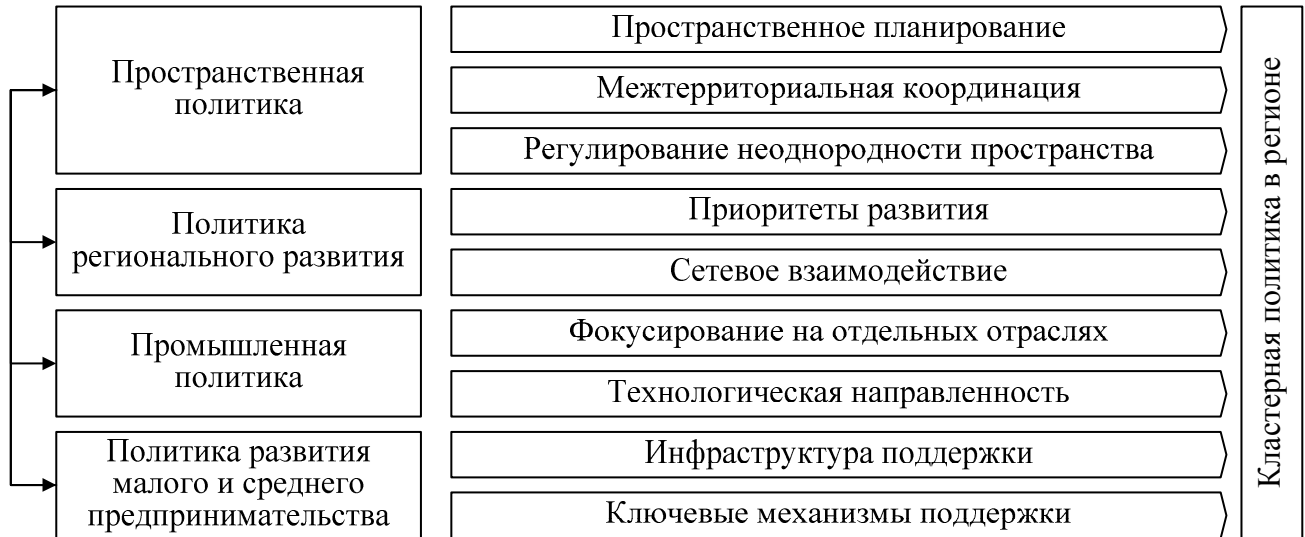 Пространственная
политика
Пространственное планирование
Межтерриториальная координация
Регулирование неоднородности пространства
Политика
регионального развития
Приоритеты развития
Сетевое взаимодействие
Промышленная
политика
Фокусирование на отдельных отраслях
Технологическая направленность
Политика развития
малого и среднего
предпринимательства
Инфраструктура поддержки
Ключевые механизмы поддержки
Кластерная политика в регионе